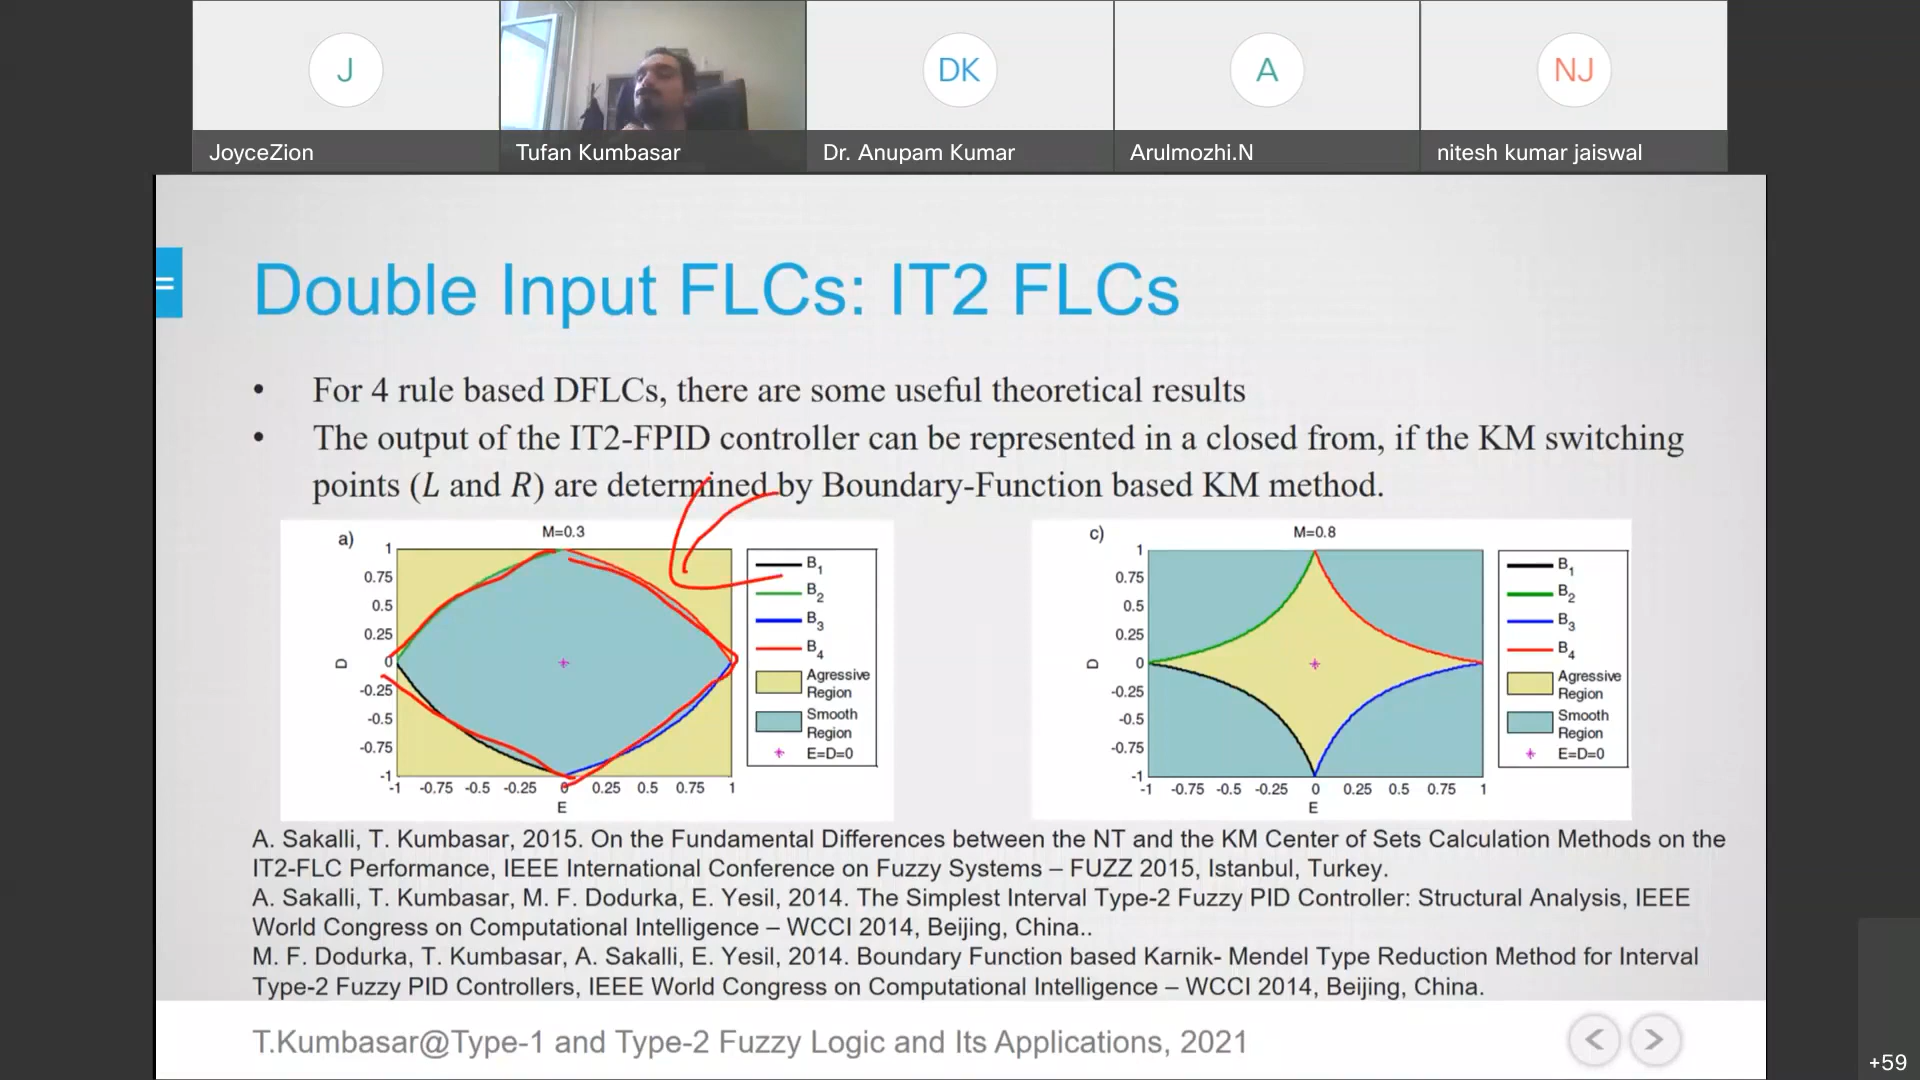 J
DK
A
NJ
JoyceZion
Tufan Kumbasar
Dr. Anupam Kumar
Arulmozhi.N
nitesh kumar jaiswal
=
Double Input FLCs: IT2 FLCs
• For 4 rule based DFLCs, there are some useful theoretical results
• The output of the IT2-FPID controller can be represented in a closed from, if the KM switching
points (L and R) are determined by Boundary-Function based KM method.
a)
M=0.3
1
0.75
0.5
0.25
0
-0.25
-0.5
-0.75
-1
D
-1 -0.75 -0.5 -0.25 0 0.25 0.5 0.75 1
E
B1
B2
B3
B4
Agressive
Region
Smooth
Region
E=D=0
c)
M=0.8
1
0.75
0.5
0.25
0
-0.25
-0.5
-0.75
-1
D
-1 -0.75 -0.5 -0.25 0 0.25 0.5 0.75 1
E
B1
B2
B3
B4
Agressive
Region
Smooth
Region
E=D=0
A. Sakalli, T. Kumbasar, 2015. On the Fundamental Differences between the NT and the KM Center of Sets Calculation Methods on the
IT2-FLC Performance, IEEE International Conference on Fuzzy Systems – FUZZ 2015, Istanbul, Turkey.
A. Sakalli, T. Kumbasar, M. F. Dodurka, E. Yesil, 2014. The Simplest Interval Type-2 Fuzzy PID Controller: Structural Analysis, IEEE
World Congress on Computational Intelligence – WCCI 2014, Beijing, China..
M. F. Dodurka, T. Kumbasar, A. Sakalli, E. Yesil, 2014. Boundary Function based Karnik- Mendel Type Reduction Method for Interval
Type-2 Fuzzy PID Controllers, IEEE World Congress on Computational Intelligence – WCCI 2014, Beijing, China.
T.Kumbasar@Type-1 and Type-2 Fuzzy Logic and Its Applications, 2021
< >
+59